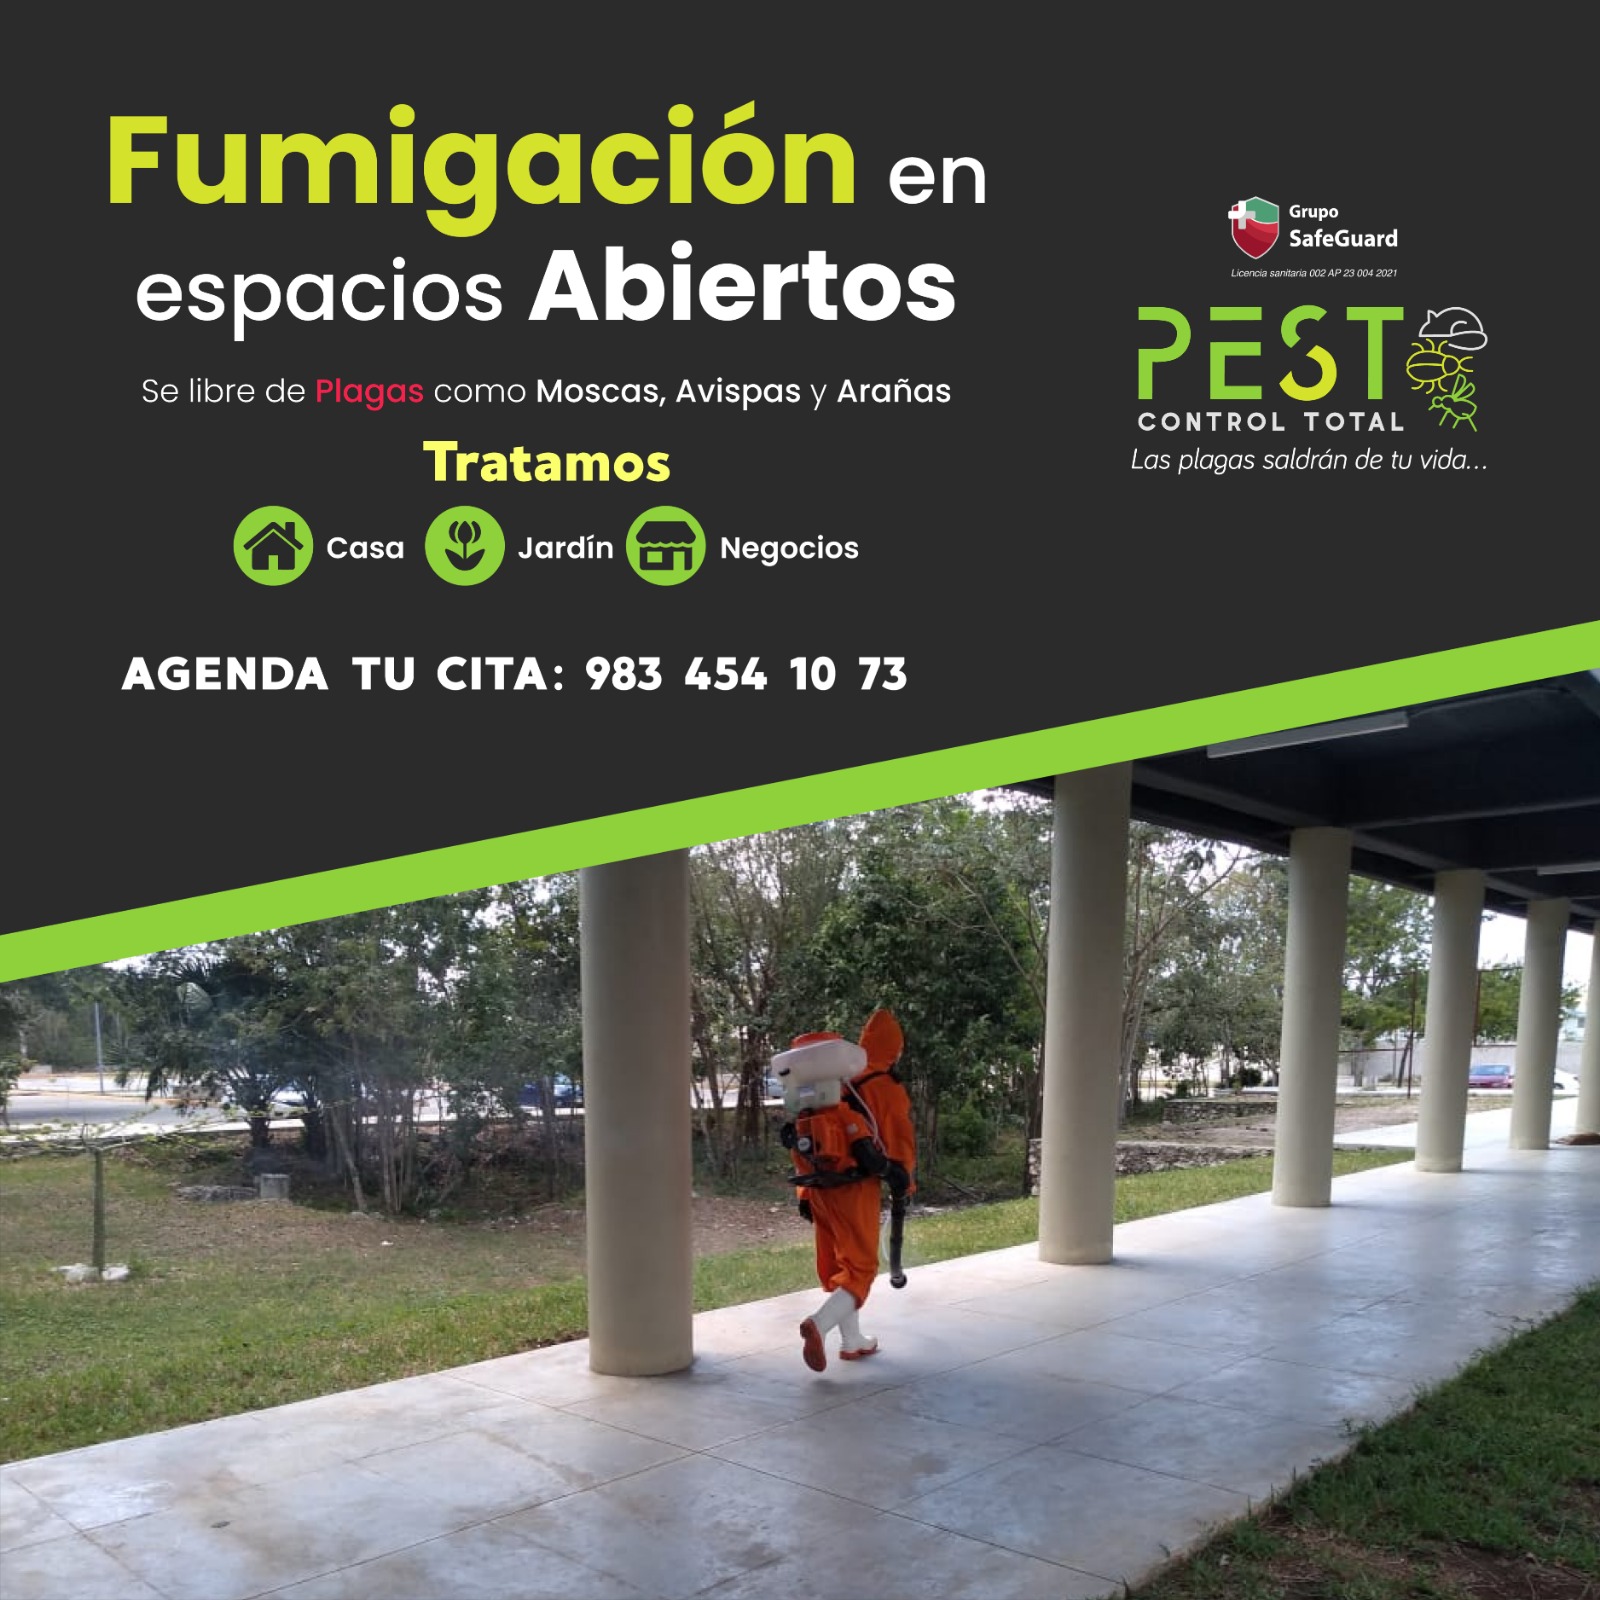 Fumigación en
espacios Abiertos
Se libre de Plagas como Moscas, Avispas y Arañas
Tratamos
Casa Jardín Negocios
AGENDA TU CITA: 983 454 10 73
Grupo
SafeGuard
Licencia sanitaria 002 AP 23 004 2021
PEST
CONTROL TOTAL
Las plagas saldrán de tu vida...